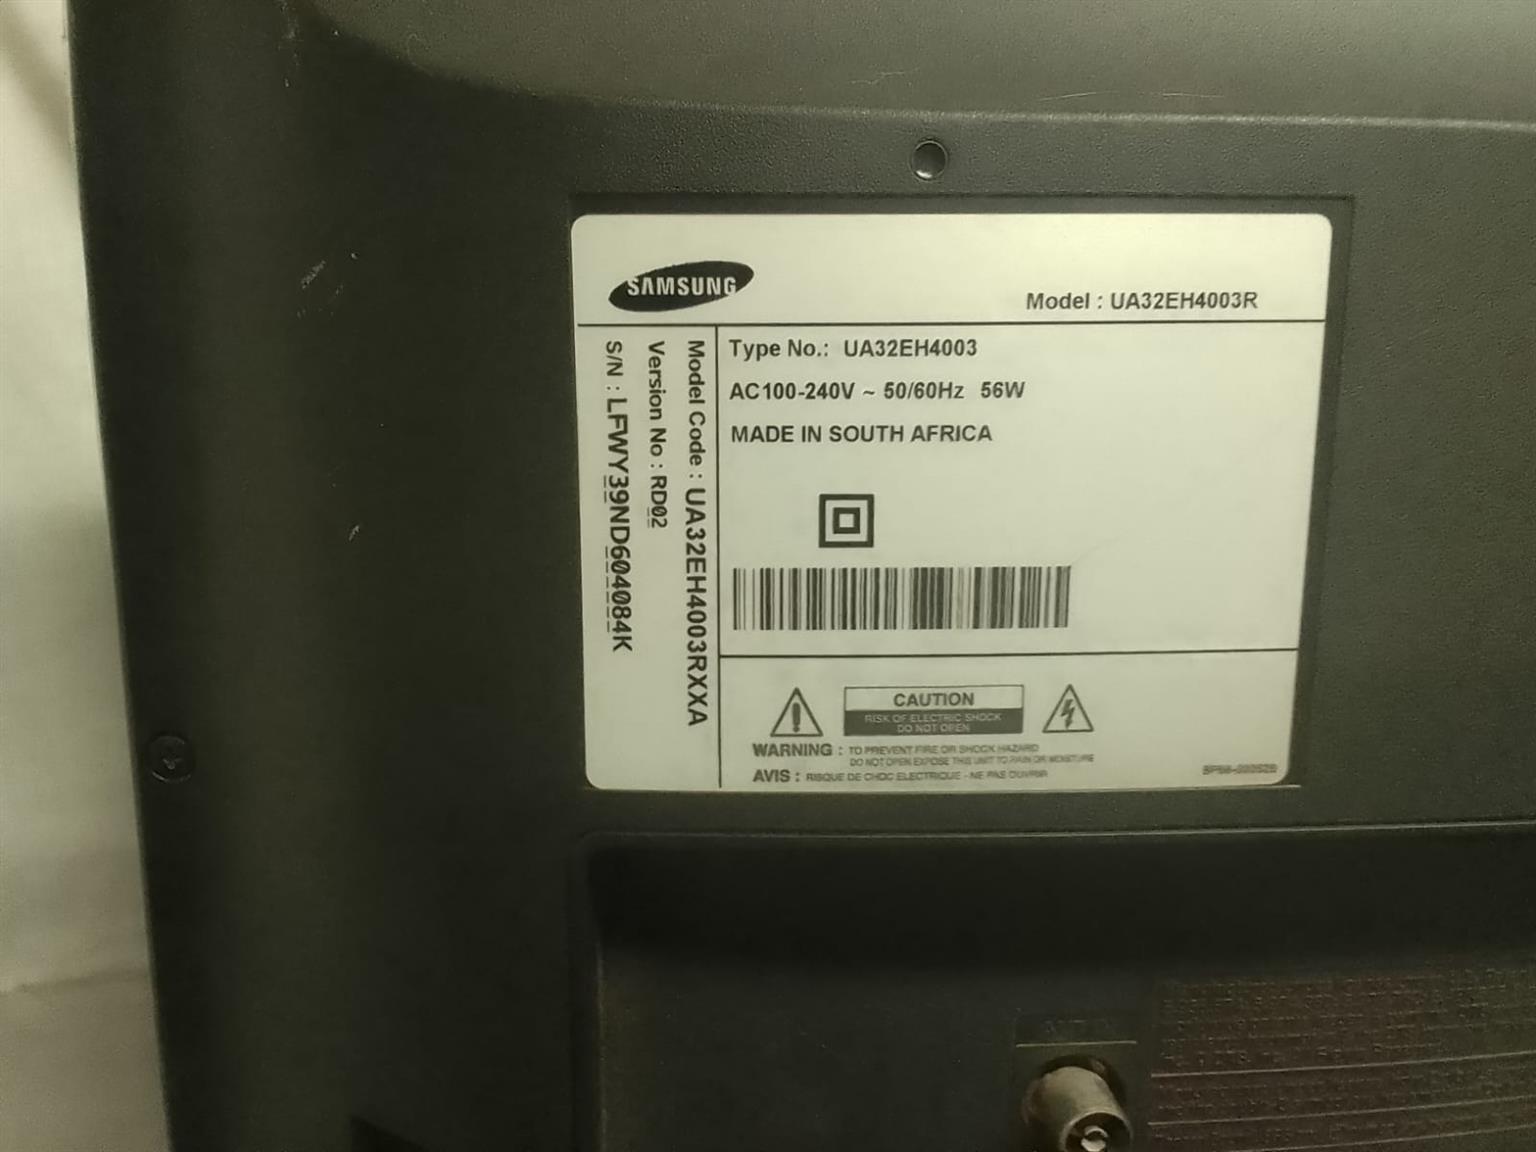 SAMSUNG
Model : UA32EH4003R
Model Code : UA32EH4003RXXA
Version No : RD02
S/N : LFWY39ND604084K
Type No.: UA32EH4003
AC100-240V ~ 50/60Hz 56W
MADE IN SOUTH AFRICA
CAUTION
RISK OF ELECTRIC SHOCK
DO NOT OPEN
WARNING : TO PREVENT FIRE OR SHOCK HAZARD
DO NOT OPEN EXPOSE THIS UNIT TO RAIN OR MOISTURE
AVIS : RISQUE DE CHOC ELECTRIQUE - NE PAS OUVRIR